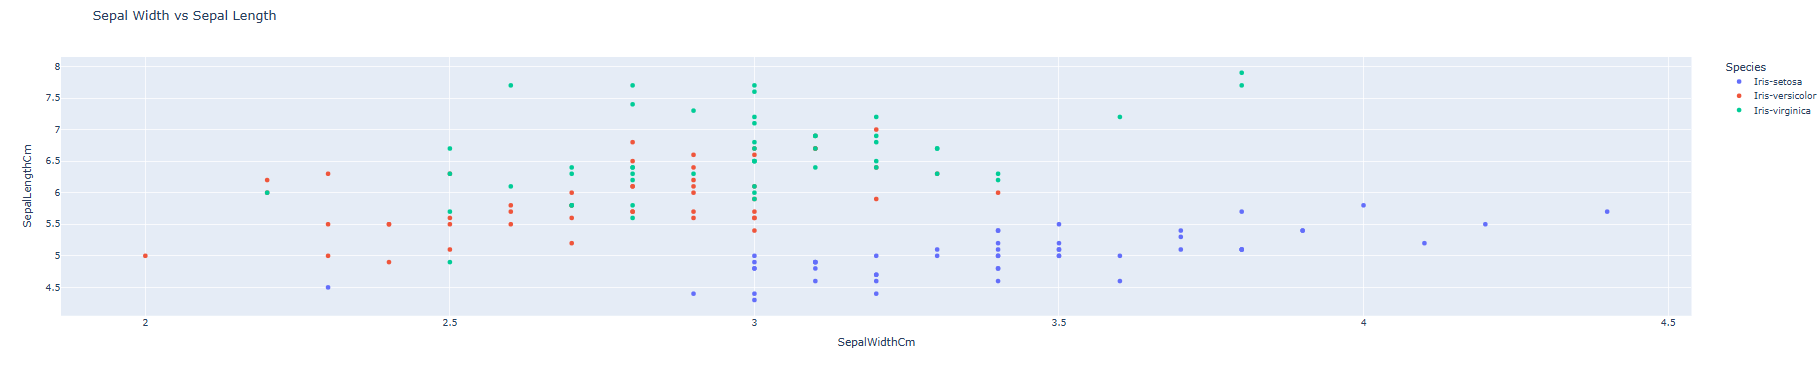 Sepal Width vs Sepal Length
8
7.5
7
6.5
6
5.5
5
4.5
SepalLengthCm
2
2.5
3
3.5
4
4.5
SepalWidthCm
Species
Iris-setosa
Iris-versicolor
Iris-virginica